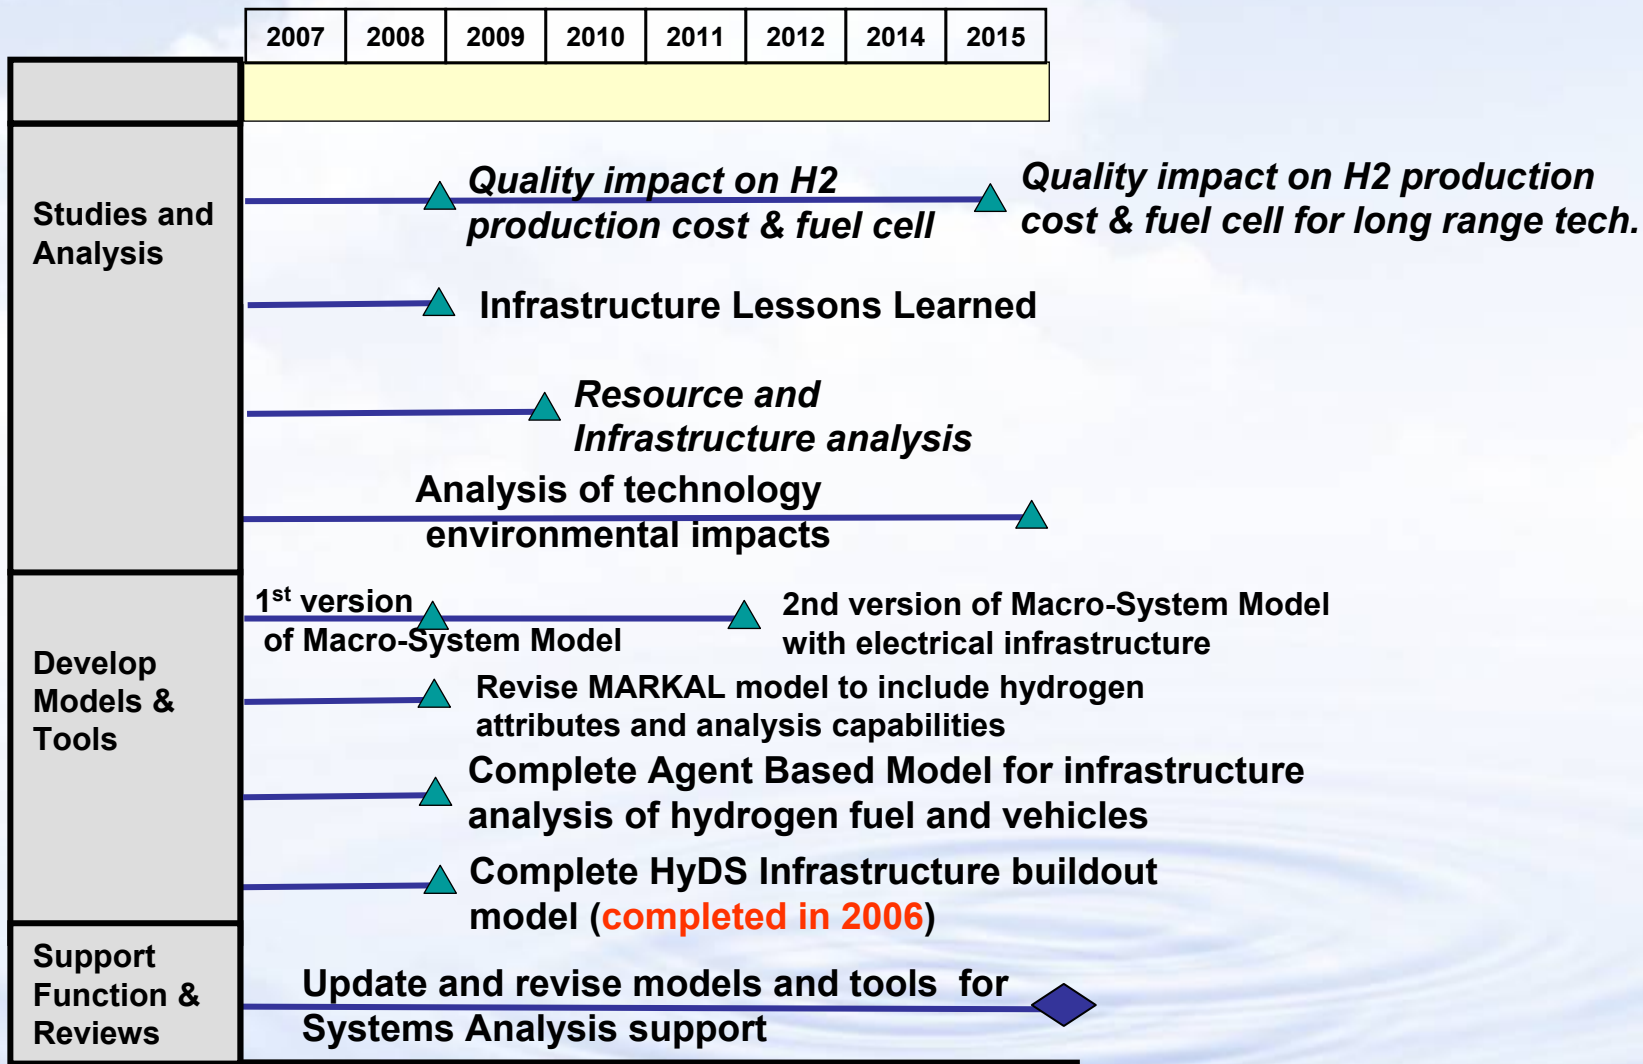 2007 2008 2009 2010 2011 2012 2014 2015
Studies and
Analysis
Quality impact on H2
production cost & fuel cell
Quality impact on H2 production
cost & fuel cell for long range tech.
Infrastructure Lessons Learned
Resource and
Infrastructure analysis
Analysis of technology
environmental impacts
Develop
Models &
Tools
1st version
of Macro-System Model
2nd version of Macro-System Model
with electrical infrastructure
Revise MARKAL model to include hydrogen
attributes and analysis capabilities
Complete Agent Based Model for infrastructure
analysis of hydrogen fuel and vehicles
Complete HyDS Infrastructure buildout
model (completed in 2006)
Support
Function &
Reviews
Update and revise models and tools for
Systems Analysis support